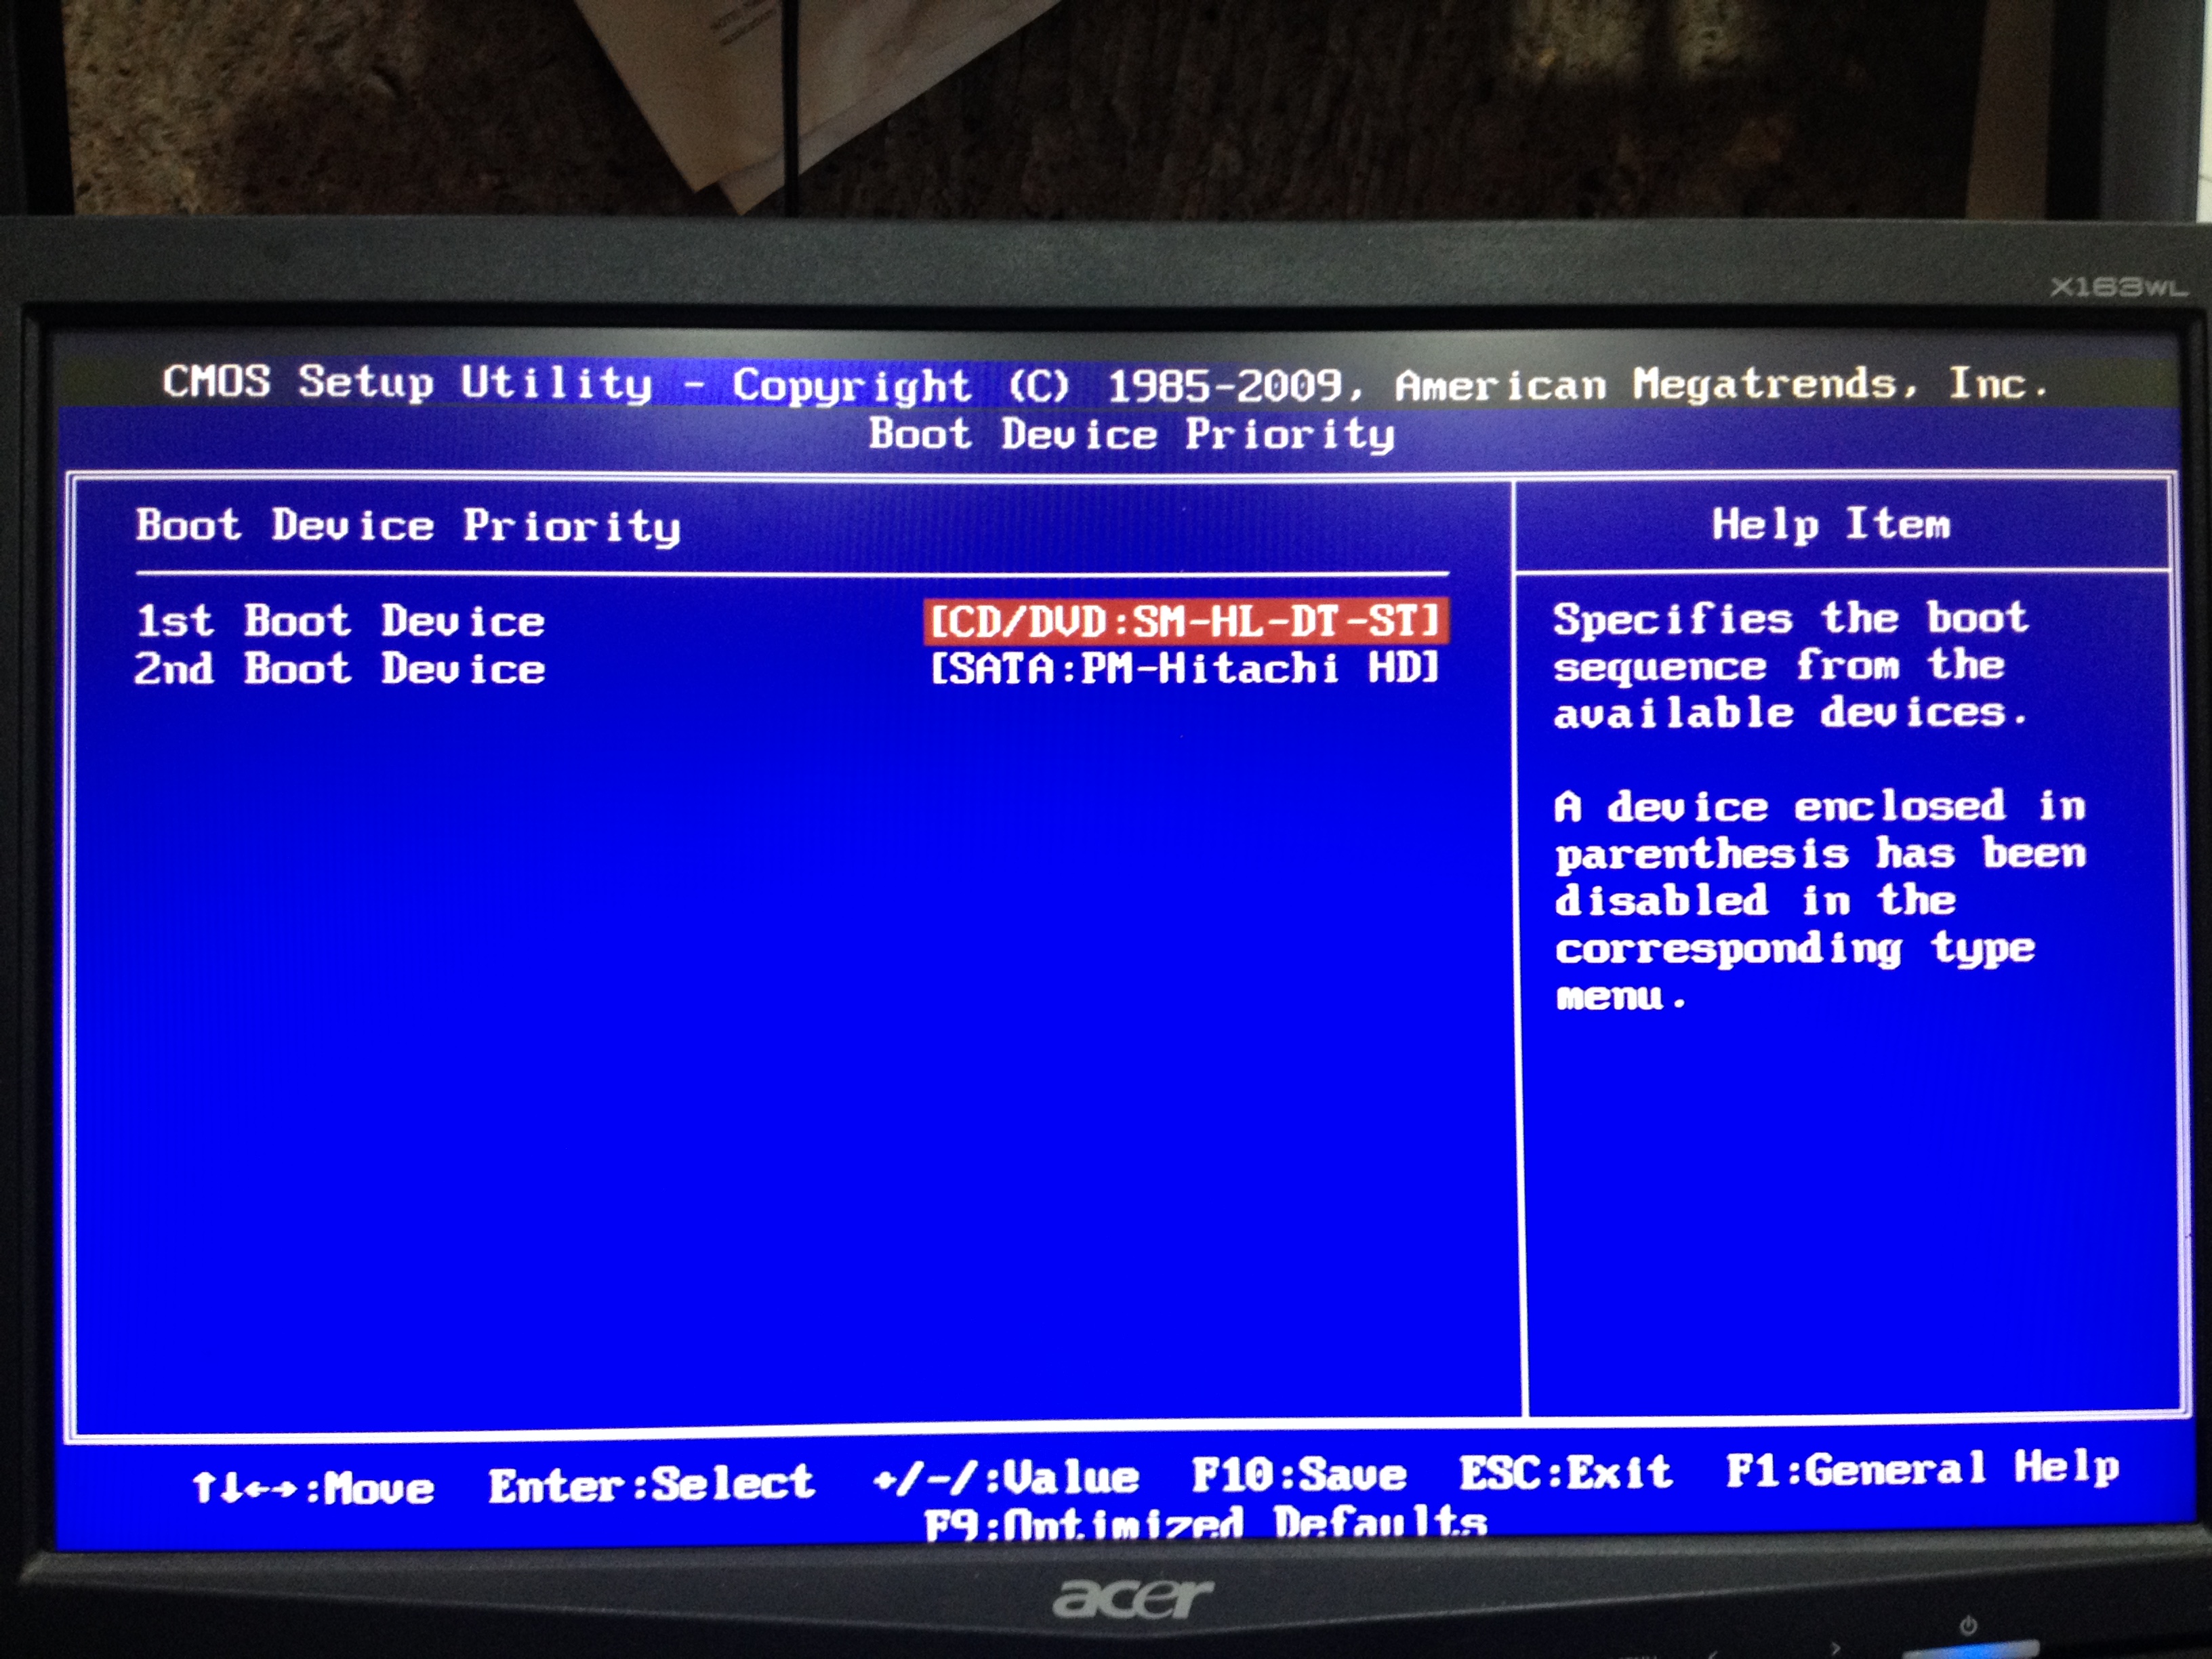 X163WL
CMOS Setup Utility - Copyright (C) 1985-2009, American Megatrends, Inc.
Boot Device Priority
Boot Device Priority
1st Boot Device [CD/DVD:SM-HL-DT-ST]
2nd Boot Device [SATA:PM-Hitachi HD]
Help Item
Specifies the boot
sequence from the
available devices.
A device enclosed in
parenthesis has been
disabled in the
corresponding type
menu.
↑↓←→:Move Enter:Select +/-/:Value F10:Save ESC:Exit F1:General Help
F9:Optimized Defaults
acer